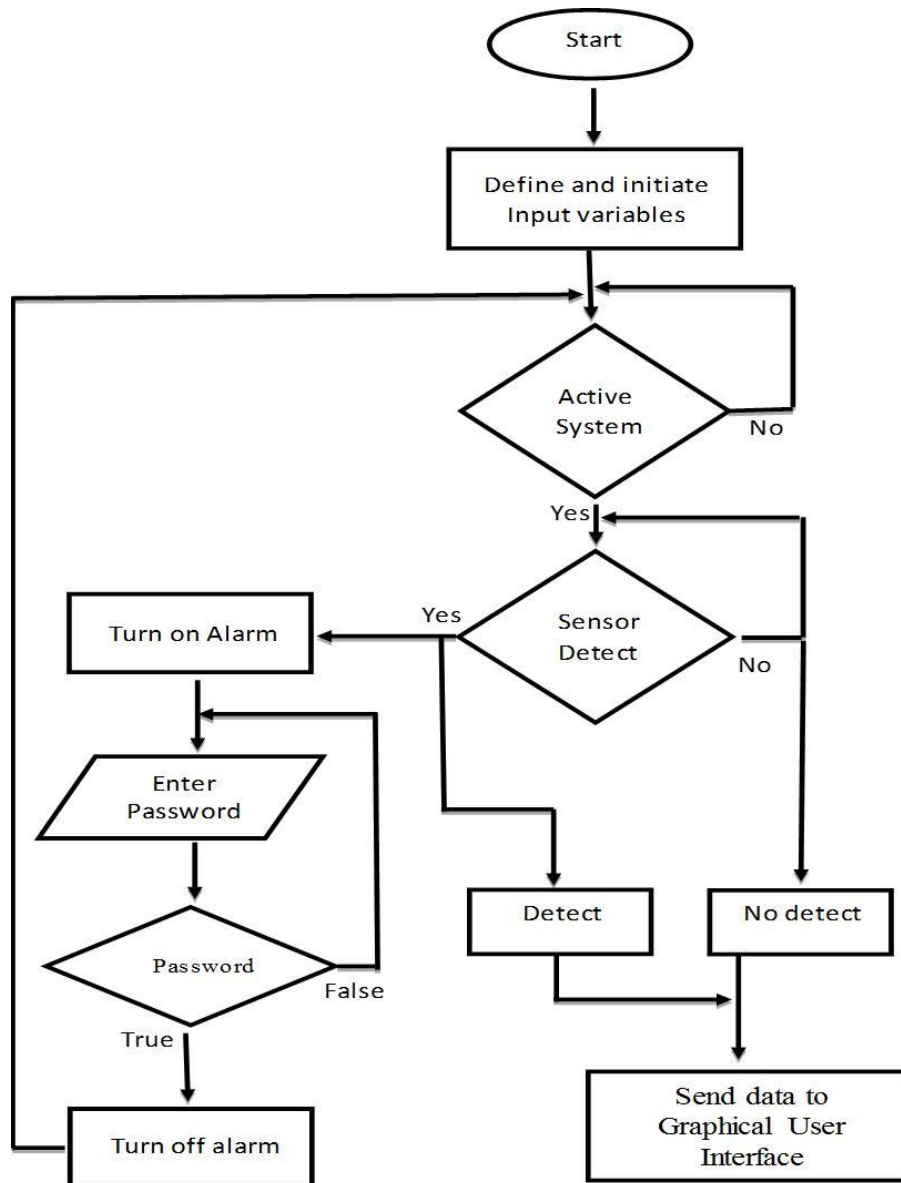 Start
Define and initiate
Input variables
Active
System
No
Yes
Sensor
Detect
Yes
No
Turn on Alarm
Enter
Password
Password
False
True
Turn off alarm
Detect
No detect
Send data to
Graphical User
Interface